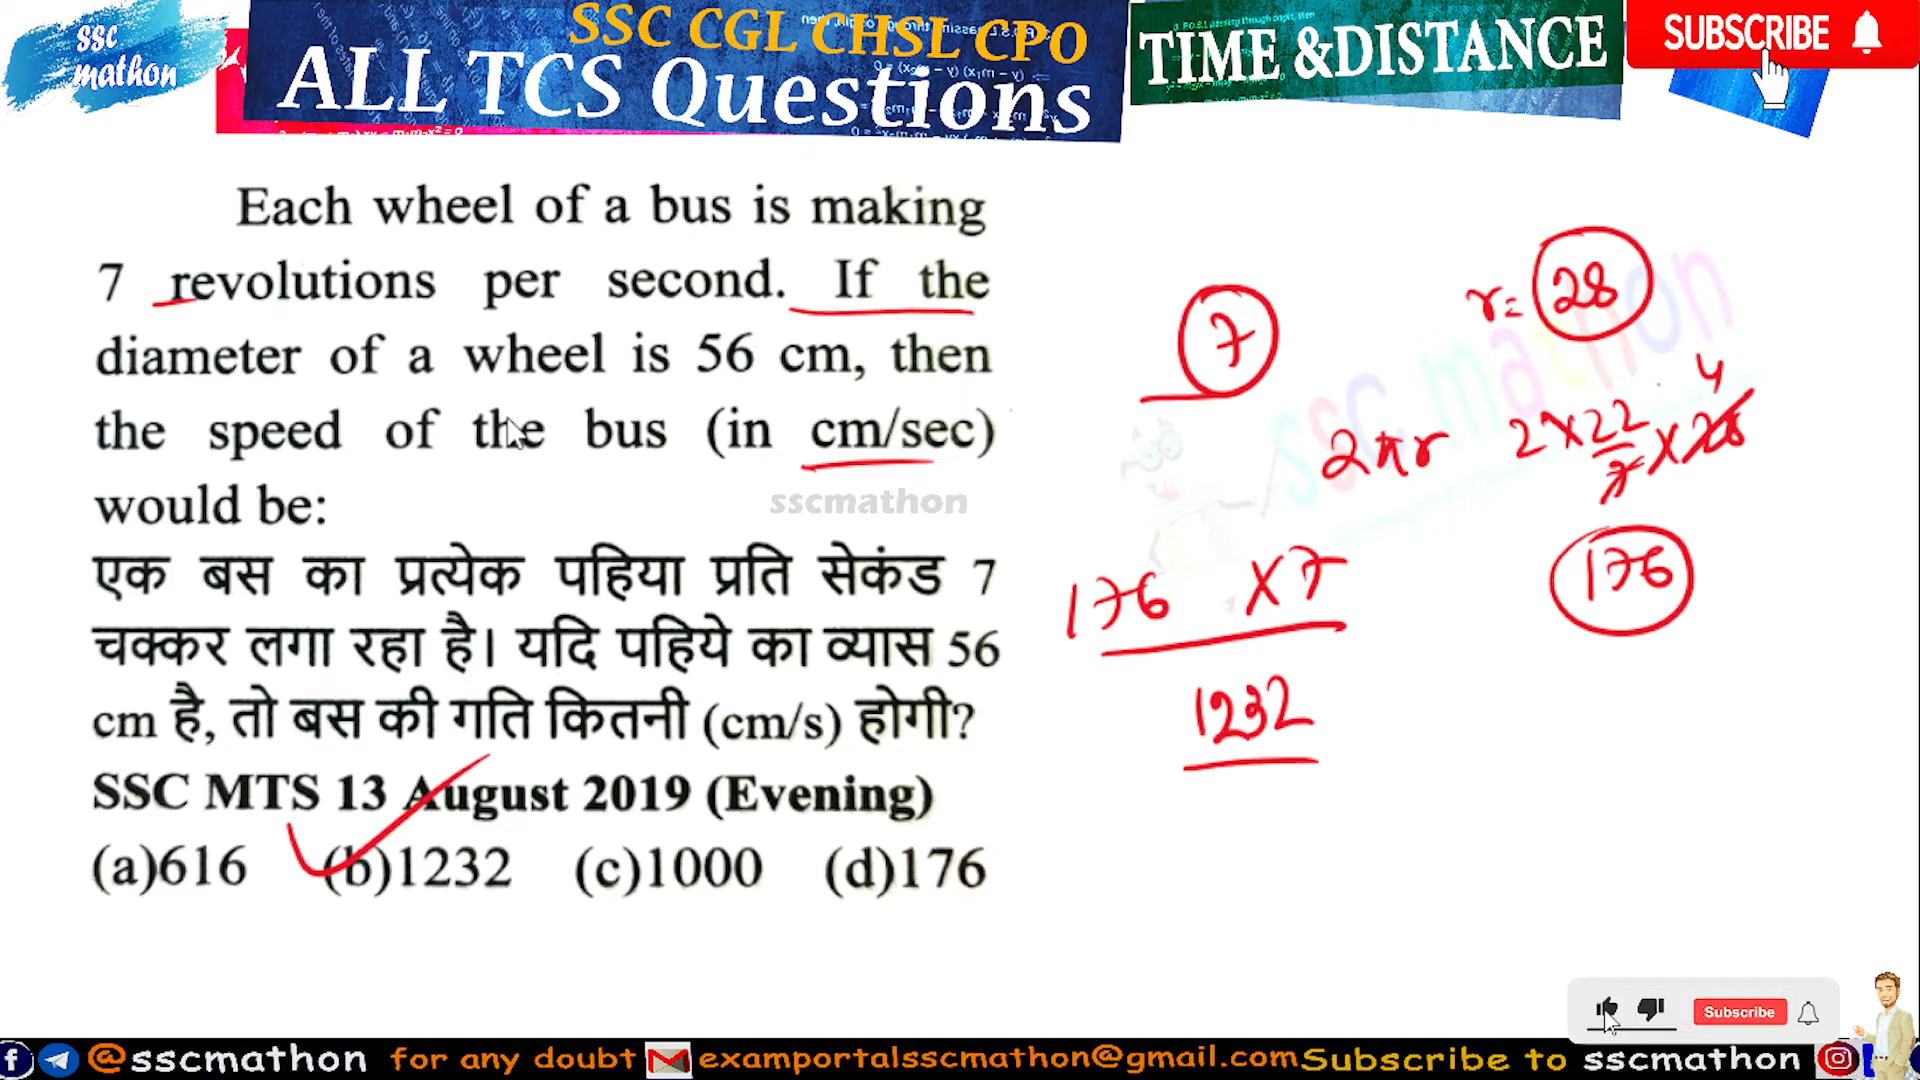 ssc
mathon
SSC CGL CHSL CPO
ALL TCS Questions
TIME &DISTANCE
SUBSCRIBE
Each wheel of a bus is making
7 revolutions per second. If the
diameter of a wheel is 56 cm, then
the speed of the bus (in cm/sec)
would be:
sscmathon
एक बस का प्रत्येक पहिया प्रति सेकंड 7
चक्कर लगा रहा है। यदि पहिये का व्यास 56
cm है, तो बस की गति कितनी (cm/s) होगी?
SSC MTS 13 August 2019 (Evening)
(a)616 (b)1232 (c)1000 (d)176
7
r= 28
ssc mathon
2πr 2×22/7×28 4
176
176 ×7
1232
Subscribe
@sscmathon for any doubt examportalsscmathon@gmail.com Subscribe to sscmathon